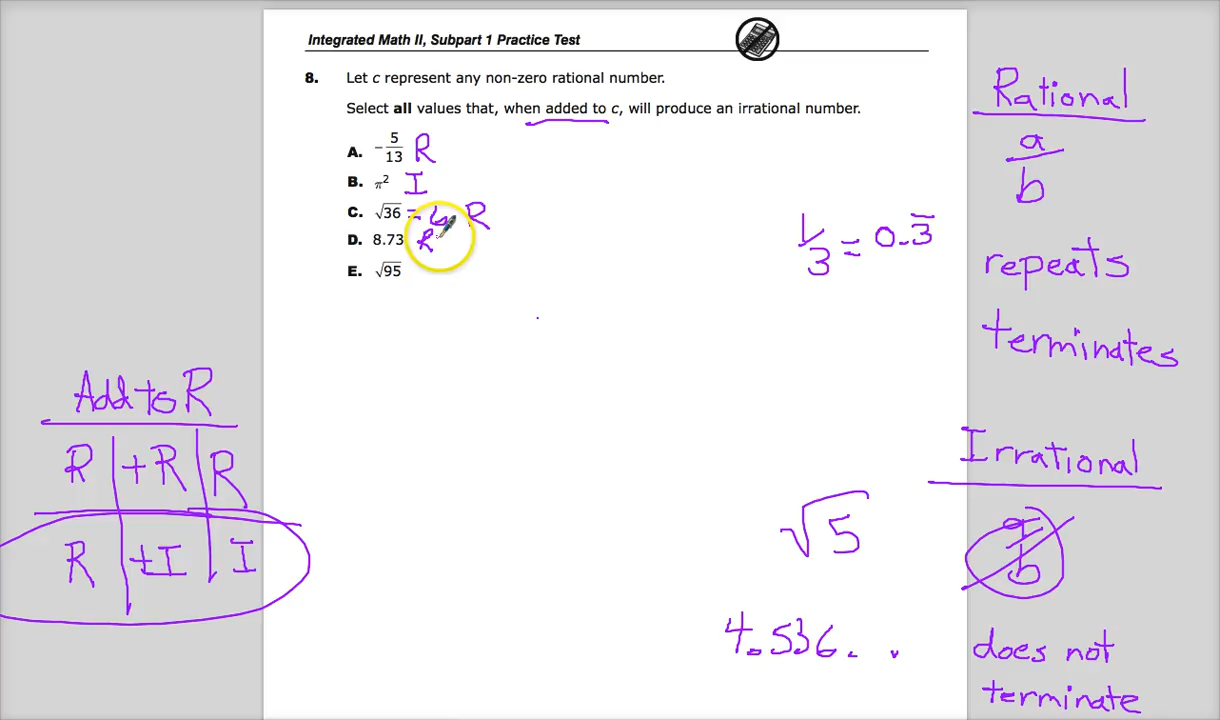 Integrated Math II, Subpart 1 Practice Test
8. Let c represent any non-zero rational number.
Select all values that, when added to c, will produce an irrational number.
A. -5/13 R
B. π² I
C. √36 = 6 R
D. 8.73 R
E. √95
Add to R
R | +R | R
R | +I | I
1/3 = 0.3̅
√5
4.536. .
Rational
a/b
repeats
terminates
Irrational
a/b
does not
terminate